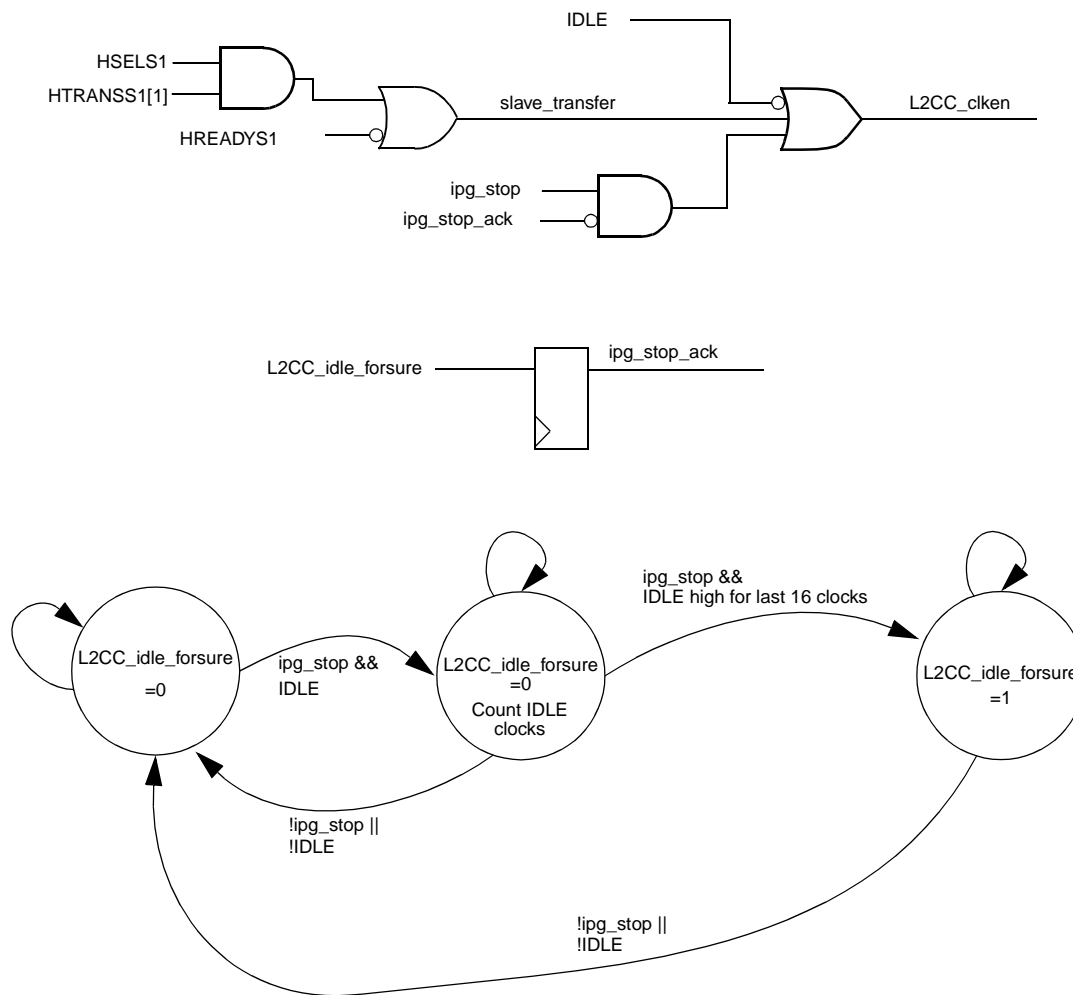 IDLE
HSELS1
HTRANSS1[1]
HREADYS1
slave_transfer
L2CC_clken
ipg_stop
ipg_stop_ack
L2CC_idle_forsure
ipg_stop_ack
L2CC_idle_forsure
=0
ipg_stop &&
IDLE
L2CC_idle_forsure
=0
Count IDLE
clocks
ipg_stop &&
IDLE high for last 16 clocks
L2CC_idle_forsure
=1
!ipg_stop ||
!IDLE
!ipg_stop ||
!IDLE